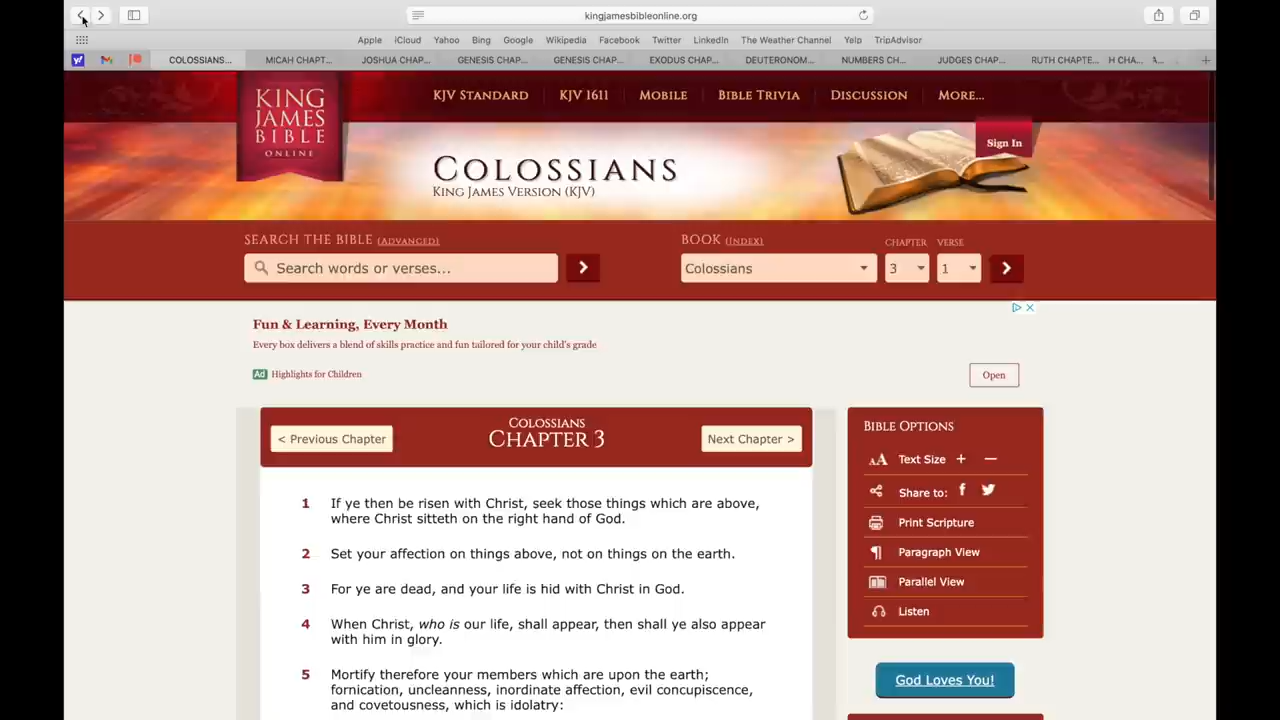 kingjamesbibleonline.org
Apple iCloud Yahoo Bing Google Wikipedia Facebook Twitter LinkedIn The Weather Channel Yelp TripAdvisor
COLOSSIANS... MICAH CHAPT... JOSHUA CHAP... GENESIS CHAP... GENESIS CHAP... EXODUS CHAP... DEUTERONOM... NUMBERS CH... JUDGES CHAP... RUTH CHAPTE... H CHA...
KING
JAMES
BIBLE
ONLINE
KJV STANDARD KJV 1611 MOBILE BIBLE TRIVIA DISCUSSION MORE...
Sign In
COLOSSIANS
KING JAMES VERSION (KJV)
SEARCH THE BIBLE (ADVANCED)
Search words or verses...
BOOK (INDEX) CHAPTER VERSE
Colossians 3 1
Fun & Learning, Every Month
Every box delivers a blend of skills practice and fun tailored for your child's grade
Ad Highlights for Children
Open
< Previous Chapter
COLOSSIANS
CHAPTER 3
Next Chapter >
1 If ye then be risen with Christ, seek those things which are above,
where Christ sitteth on the right hand of God.
2 Set your affection on things above, not on things on the earth.
3 For ye are dead, and your life is hid with Christ in God.
4 When Christ, who is our life, shall appear, then shall ye also appear
with him in glory.
5 Mortify therefore your members which are upon the earth;
fornication, uncleanness, inordinate affection, evil concupiscence,
and covetousness, which is idolatry:
BIBLE OPTIONS
AA Text Size + −
Share to:
Print Scripture
Paragraph View
Parallel View
Listen
God Loves You!